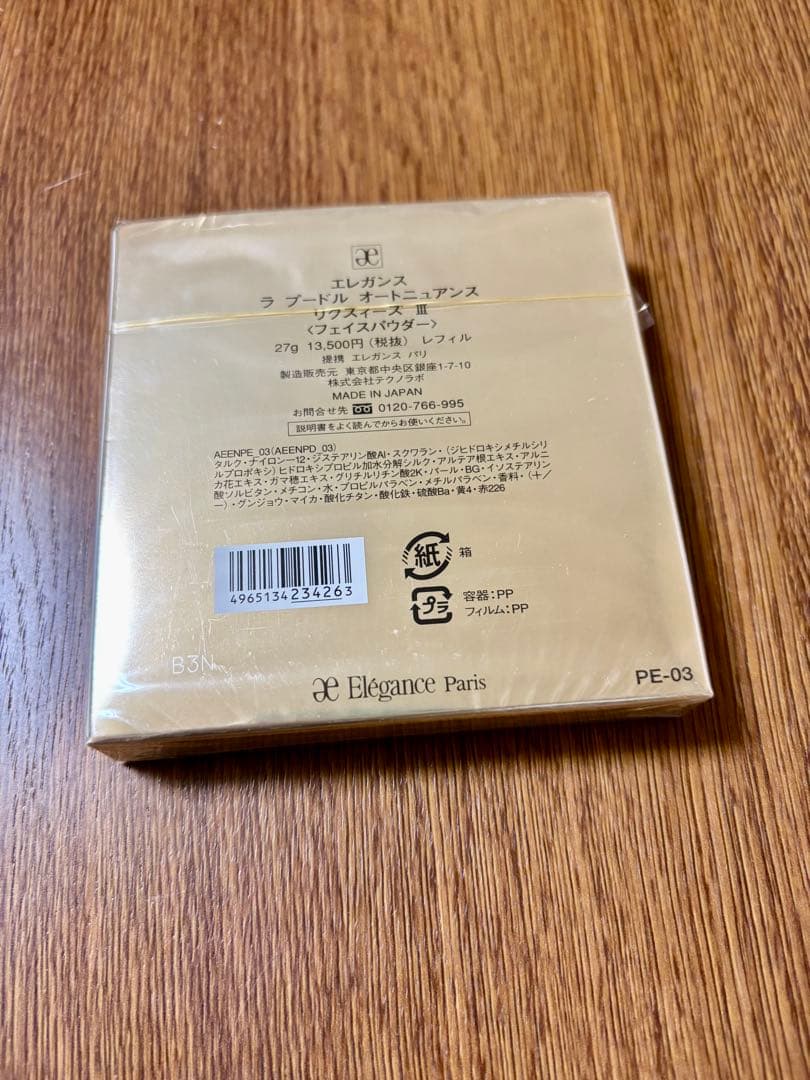 æ
エレガンス
ラ プードル オートニュアンス
リクスィーズ Ⅲ
〈フェイスパウダー〉
27g 13,500円(税抜) レフィル
提携 エレガンス パリ
製造販売元 東京都中央区銀座1-7-10
株式会社テクノラボ
MADE IN JAPAN
お問合せ先 0120-766-995
説明書をよく読んでからお使いください。
AEENPE_03(AEENPD_03)
タルク・ナイロン-12・ジステアリン酸Al・スクワラン・(ジヒドロキシメチルシリ
ルプロポキシ)ヒドロキシプロピル加水分解シルク・アルテア根エキス・アルニ
カ花エキス・ガマ穂エキス・グリチルリチン酸2K・パール・BG・イソステアリン
酸ソルビタン・メチコン・水・プロピルパラベン・メチルパラベン・香料・(+/
-)・グンジョウ・マイカ・酸化チタン・酸化鉄・硫酸Ba・黄4・赤226
4965134234263
紙 箱
プラ 容器:PP
フィルム:PP
B3N
æ Elégance Paris
PE-03